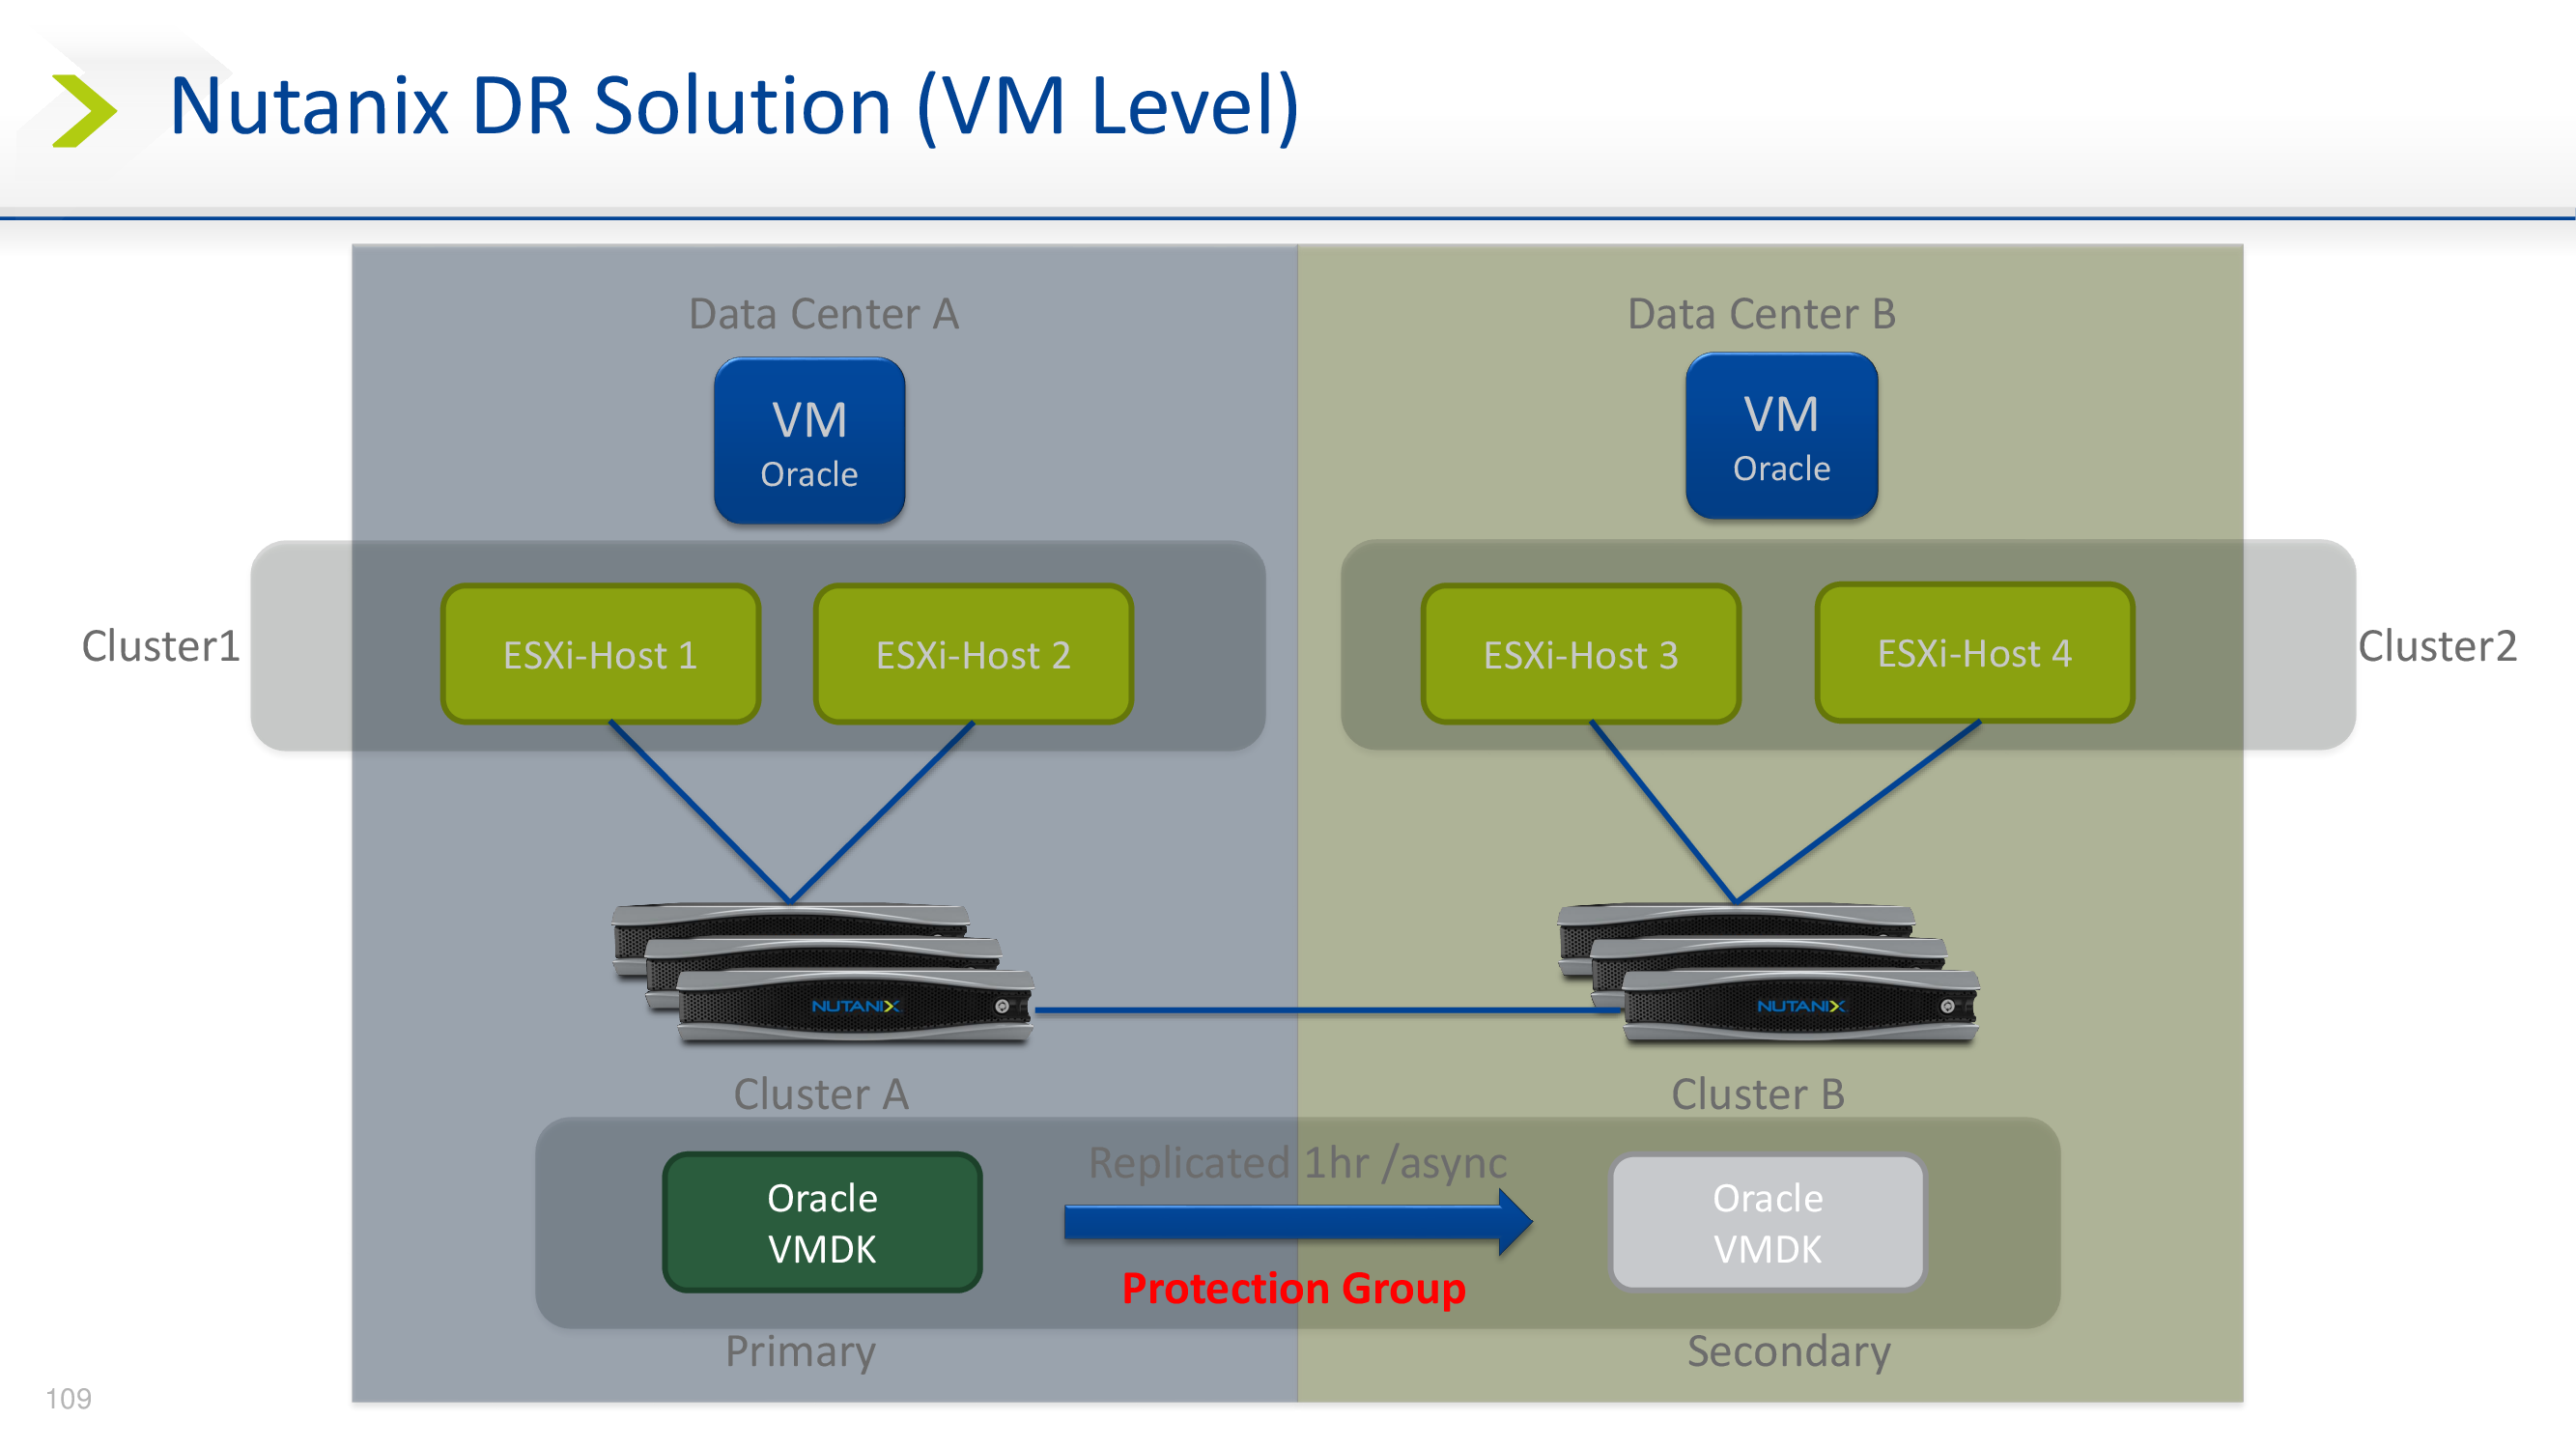 Nutanix DR Solution (VM Level)
Data Center A
Data Center B
VM
Oracle
VM
Oracle
Cluster1
ESXi-Host 1
ESXi-Host 2
ESXi-Host 3
ESXi-Host 4
Cluster2
NUTANIX
NUTANIX
Cluster A
Cluster B
Replicated 1hr /async
Oracle
VMDK
Oracle
VMDK
Protection Group
Primary
Secondary
109